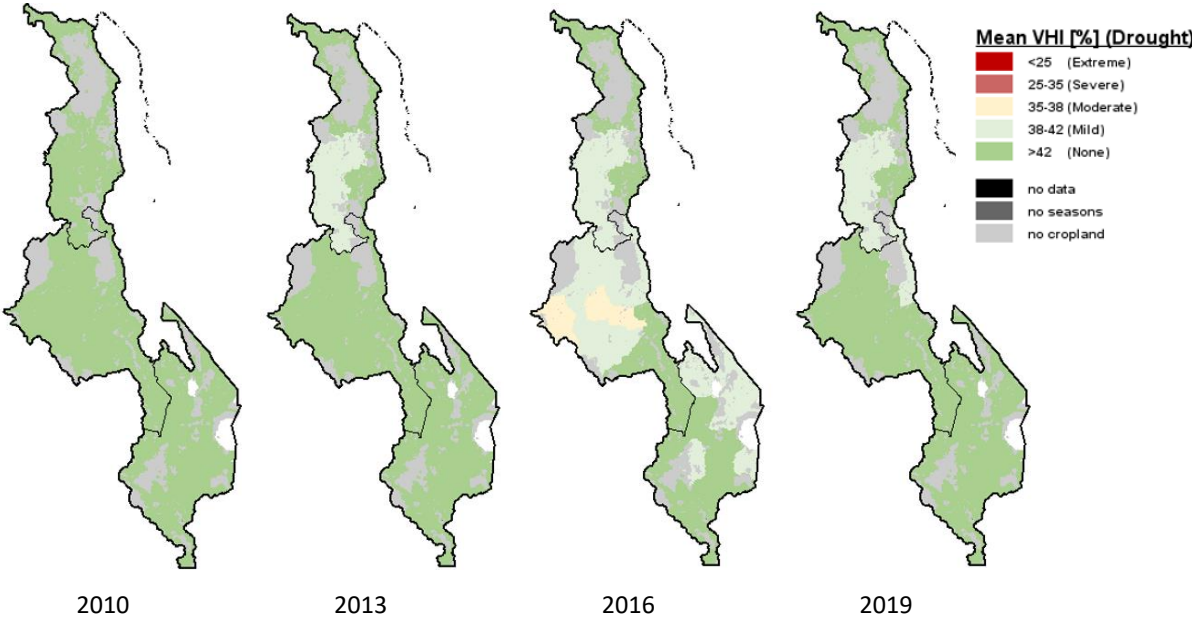 Mean VHI [%] (Drought)
<25 (Extreme)
25-35 (Severe)
35-38 (Moderate)
38-42 (Mild)
>42 (None)
no data
no seasons
no cropland
2010 2013 2016 2019